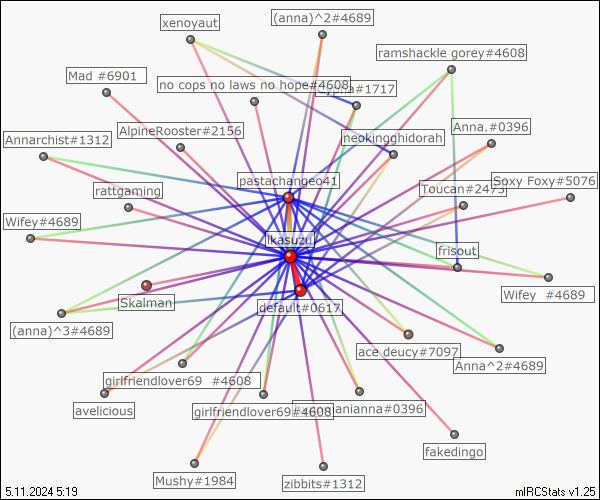 (anna)^2#4689
xenoyaut
ramshackle gorey#4608
Mad #6901
no cops no laws no hope#4608
#1717
Anna.#0396
AlpineRooster#2156
Annarchist#1312
neokingghidorah
pastachangeo41
Soxy Foxy#5076
Toucan#2473
rattgaming
Wifey#4689
ikasuzu
frisout
Wifey #4689
Skalman
default#0617
(anna)^3#4689
ace deucy#7097
Anna^2#4689
girlfriendlover69 #4608
avelicious
girlfriendlover69#4608
anianna#0396
fakedingo
Mushy#1984
zibbits#1312
5.11.2024 5:19
mIRCStats v1.25